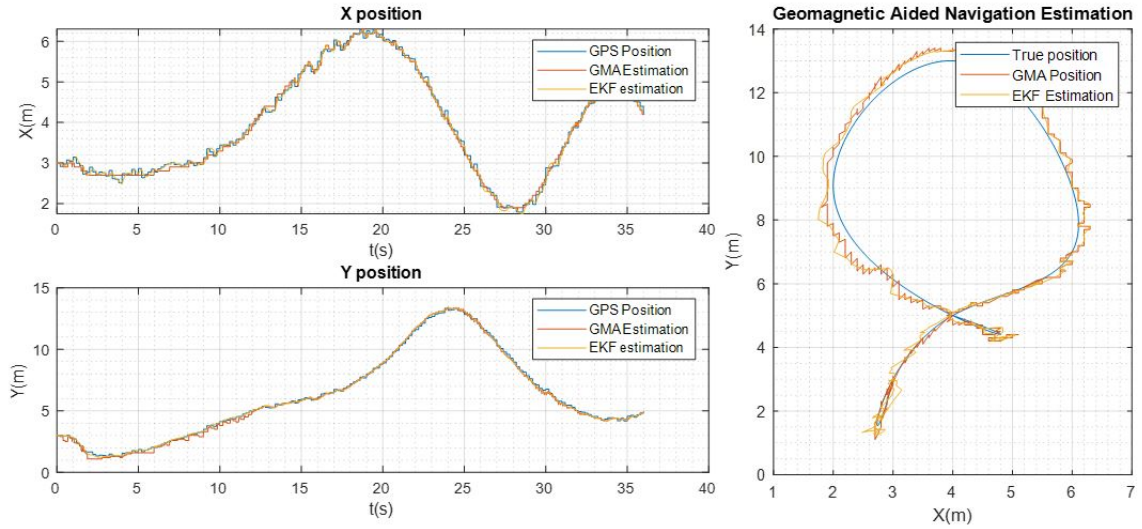 X position
6
5
4
3
2
X(m)
GPS Position
GMA Estimation
EKF estimation
0 5 10 15 20 25 30 35 40
t(s)
Y position
15
10
5
0
Y(m)
GPS Position
GMA Estimation
EKF estimation
0 5 10 15 20 25 30 35 40
t(s)
Geomagnetic Aided Navigation Estimation
14
12
10
8
6
4
2
0
Y(m)
True position
GMA Position
EKF Estimation
1 2 3 4 5 6 7
X(m)